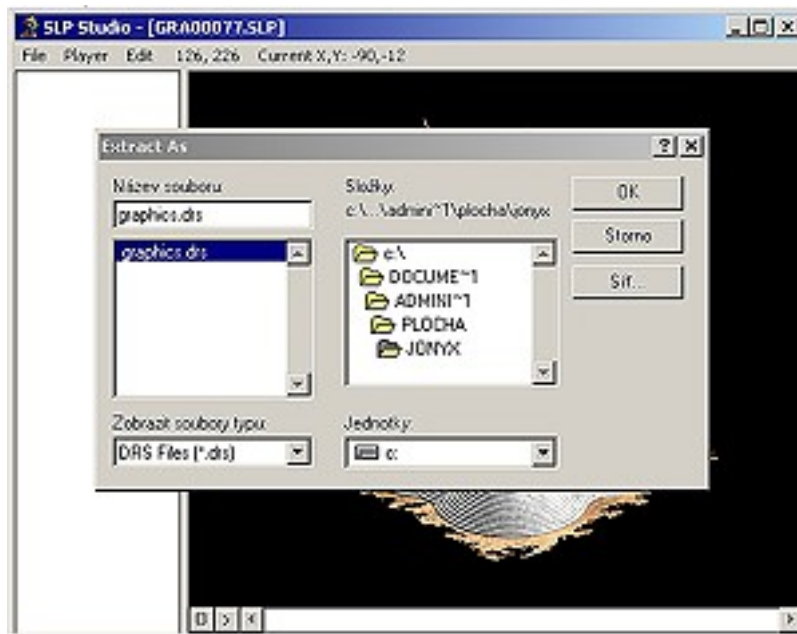 SLP Studio - [GRA00077.SLP]
File Player Edit 126, 226 Current X,Y: -90,-12
Extract As
Název souboru:
graphics.drs
graphics.drs
Zobrazit soubory typu:
DRS Files (*.drs)
Složky:
c:\...\admini~1\plocha\jonyx
c:\
DOCUME~1
ADMINI~1
PLOCHA
JONYX
Jednotky:
c:
OK
Storno
Síť...